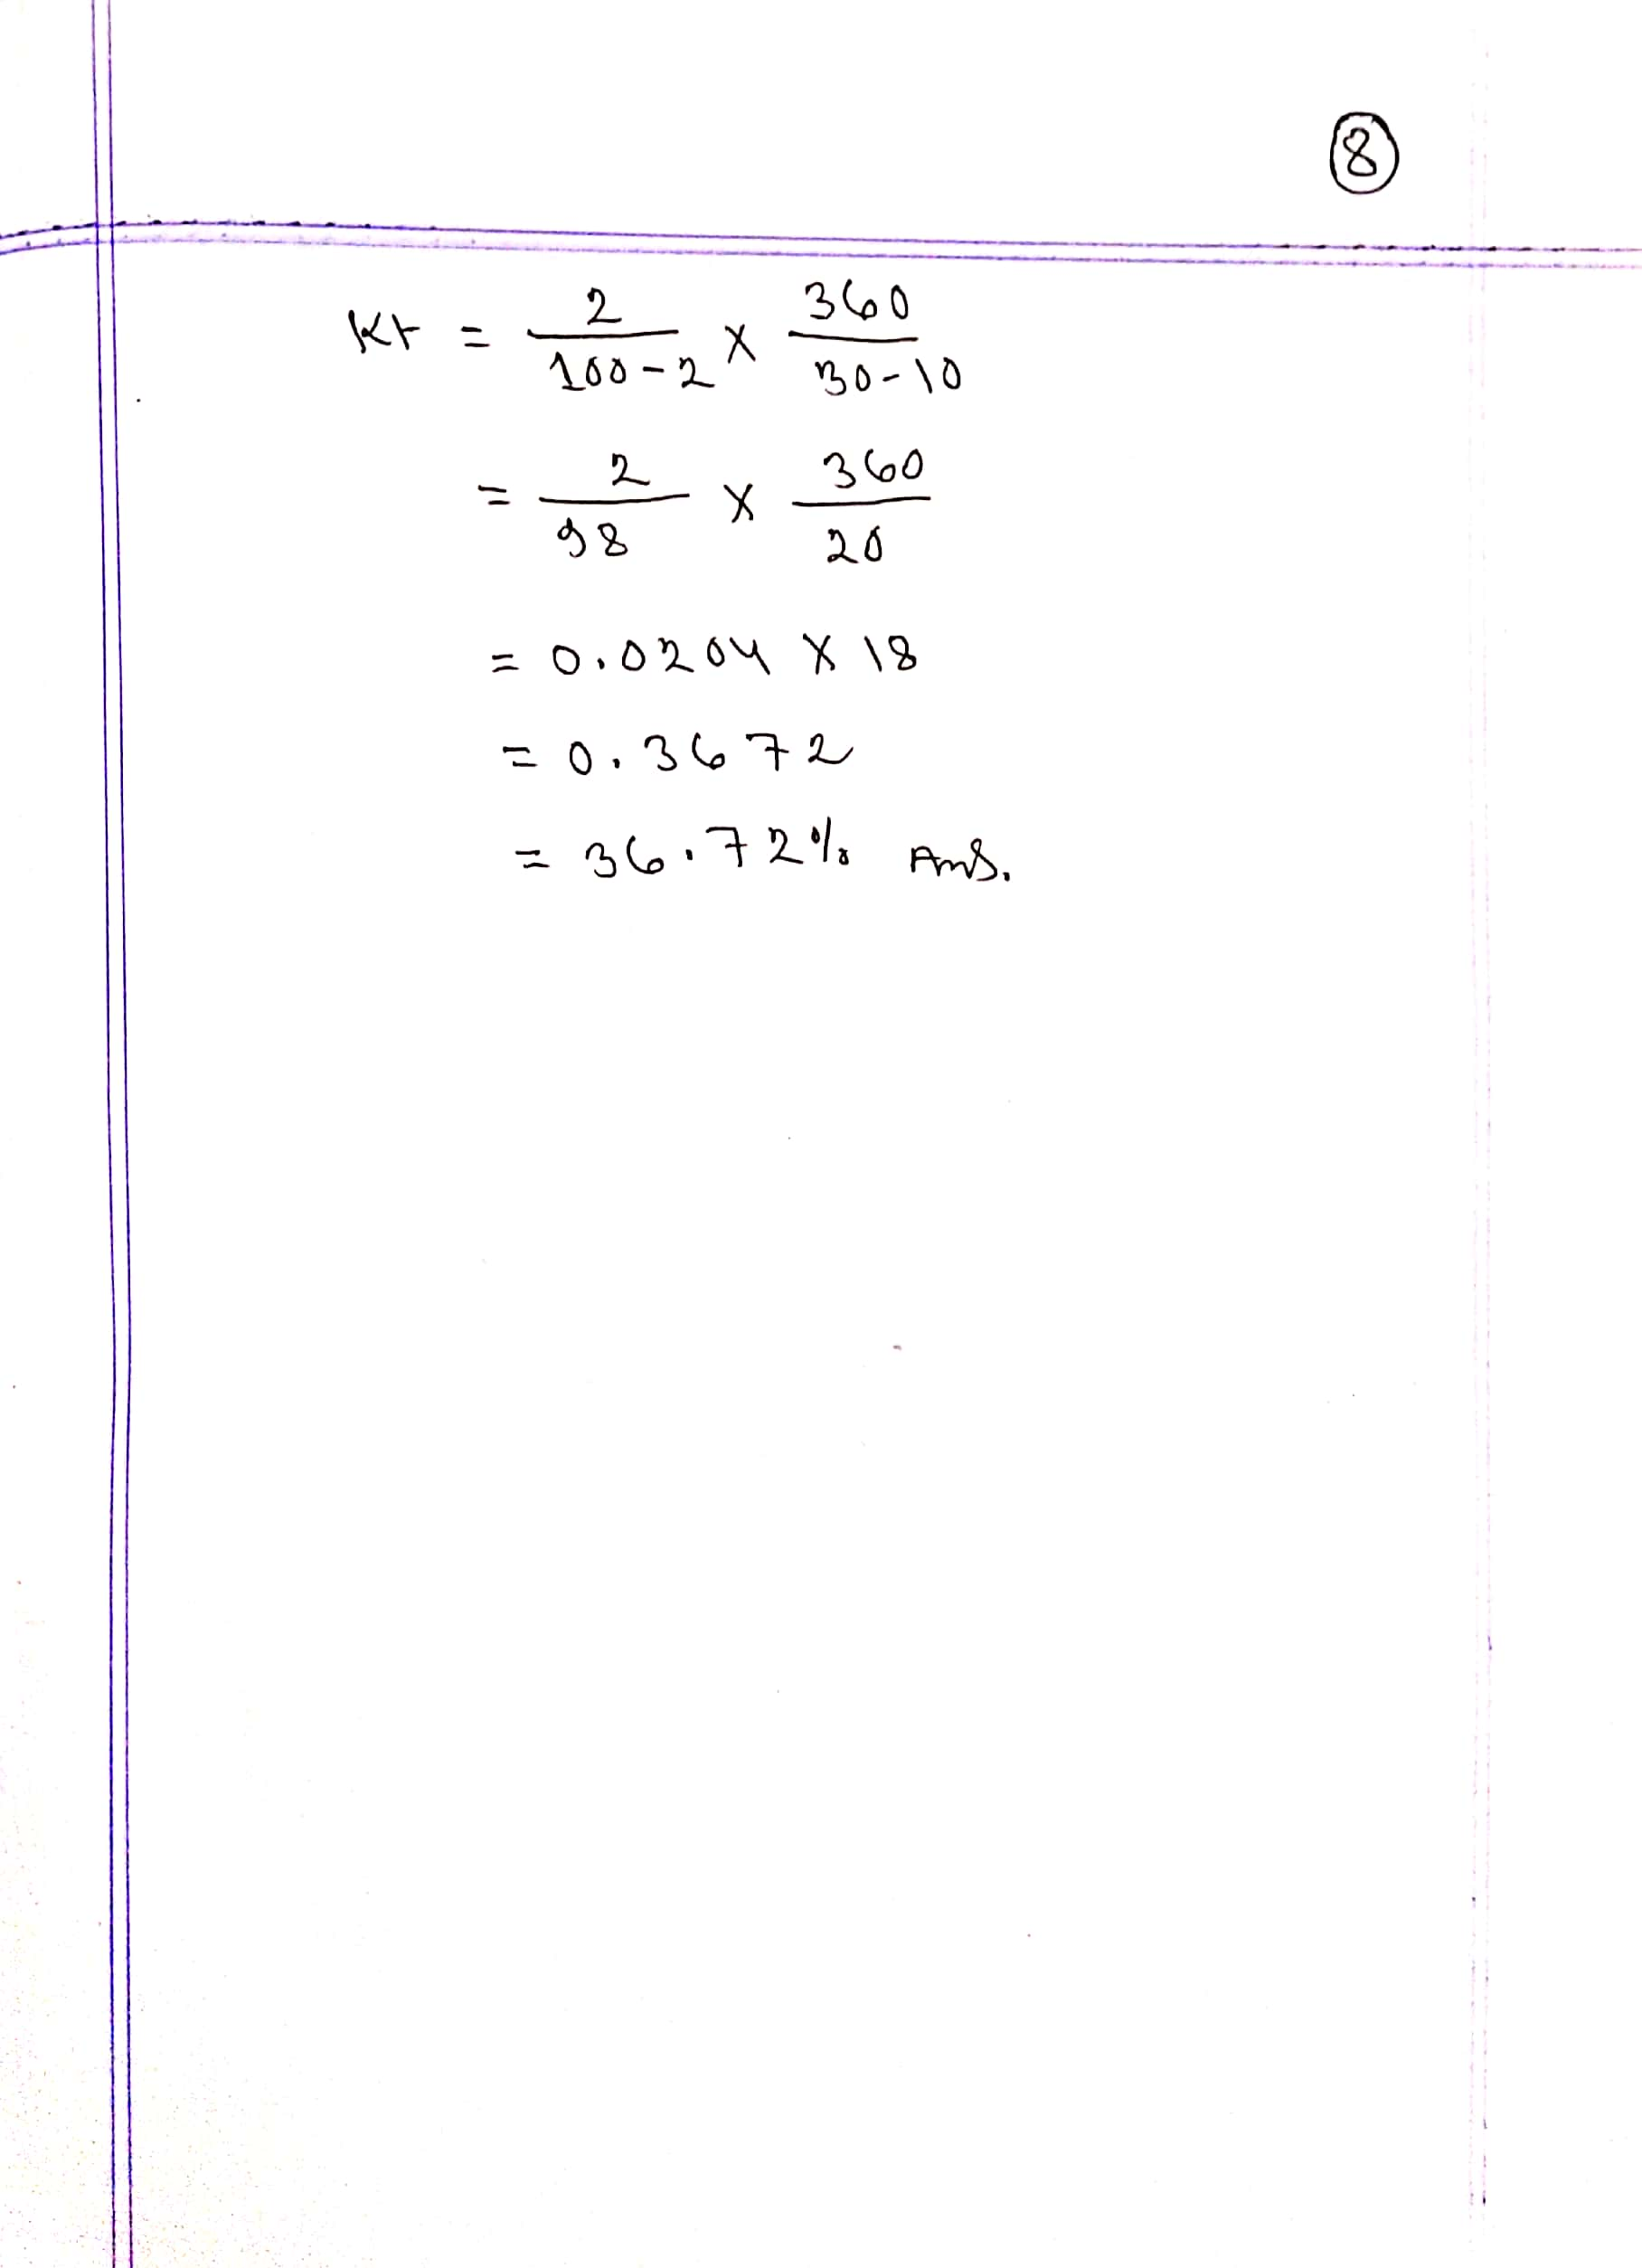 8
Kt = 2/(100-2) × 360/(30-10)
= 2/98 × 360/20
= 0.0204 × 18
= 0.3672
= 36.72% Ans.